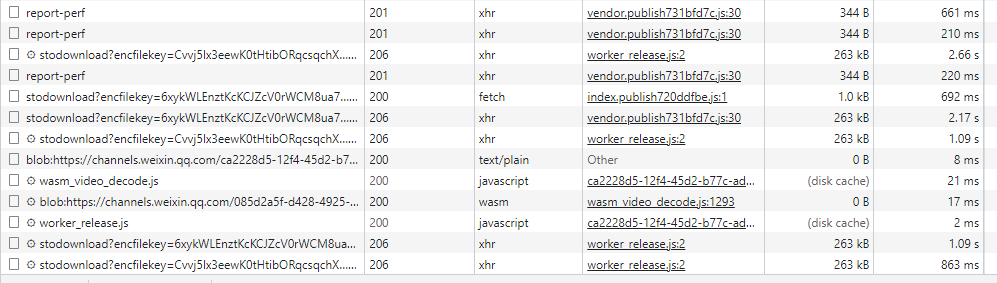 report-perf 201 xhr vendor.publish731bfd7c.js:30 344 B 661 ms
report-perf 201 xhr vendor.publish731bfd7c.js:30 344 B 210 ms
stodownload?encfilekey=Cvvj5Ix3eewK0tHtibORqcsqchX...... 206 xhr worker_release.js:2 263 kB 2.66 s
report-perf 201 xhr vendor.publish731bfd7c.js:30 344 B 220 ms
stodownload?encfilekey=6xykWLEnztKcKCJZcV0rWCM8ua7...... 200 fetch index.publish720ddfbe.js:1 1.0 kB 692 ms
stodownload?encfilekey=6xykWLEnztKcKCJZcV0rWCM8ua7...... 206 xhr vendor.publish731bfd7c.js:30 263 kB 2.17 s
stodownload?encfilekey=Cvvj5Ix3eewK0tHtibORqcsqchX...... 206 xhr worker_release.js:2 263 kB 1.09 s
blob:https://channels.weixin.qq.com/ca2228d5-12f4-45d2-b7... 200 text/plain Other 0 B 8 ms
wasm_video_decode.js 200 javascript ca2228d5-12f4-45d2-b77c-ad... (disk cache) 21 ms
blob:https://channels.weixin.qq.com/085d2a5f-d428-4925-... 200 wasm wasm_video_decode.js:1293 0 B 17 ms
worker_release.js 200 javascript ca2228d5-12f4-45d2-b77c-ad... (disk cache) 2 ms
stodownload?encfilekey=6xykWLEnztKcKCJZcV0rWCM8ua... 206 xhr worker_release.js:2 263 kB 1.09 s
stodownload?encfilekey=Cvvj5Ix3eewK0tHtibORqcsqchX...... 206 xhr worker_release.js:2 263 kB 863 ms